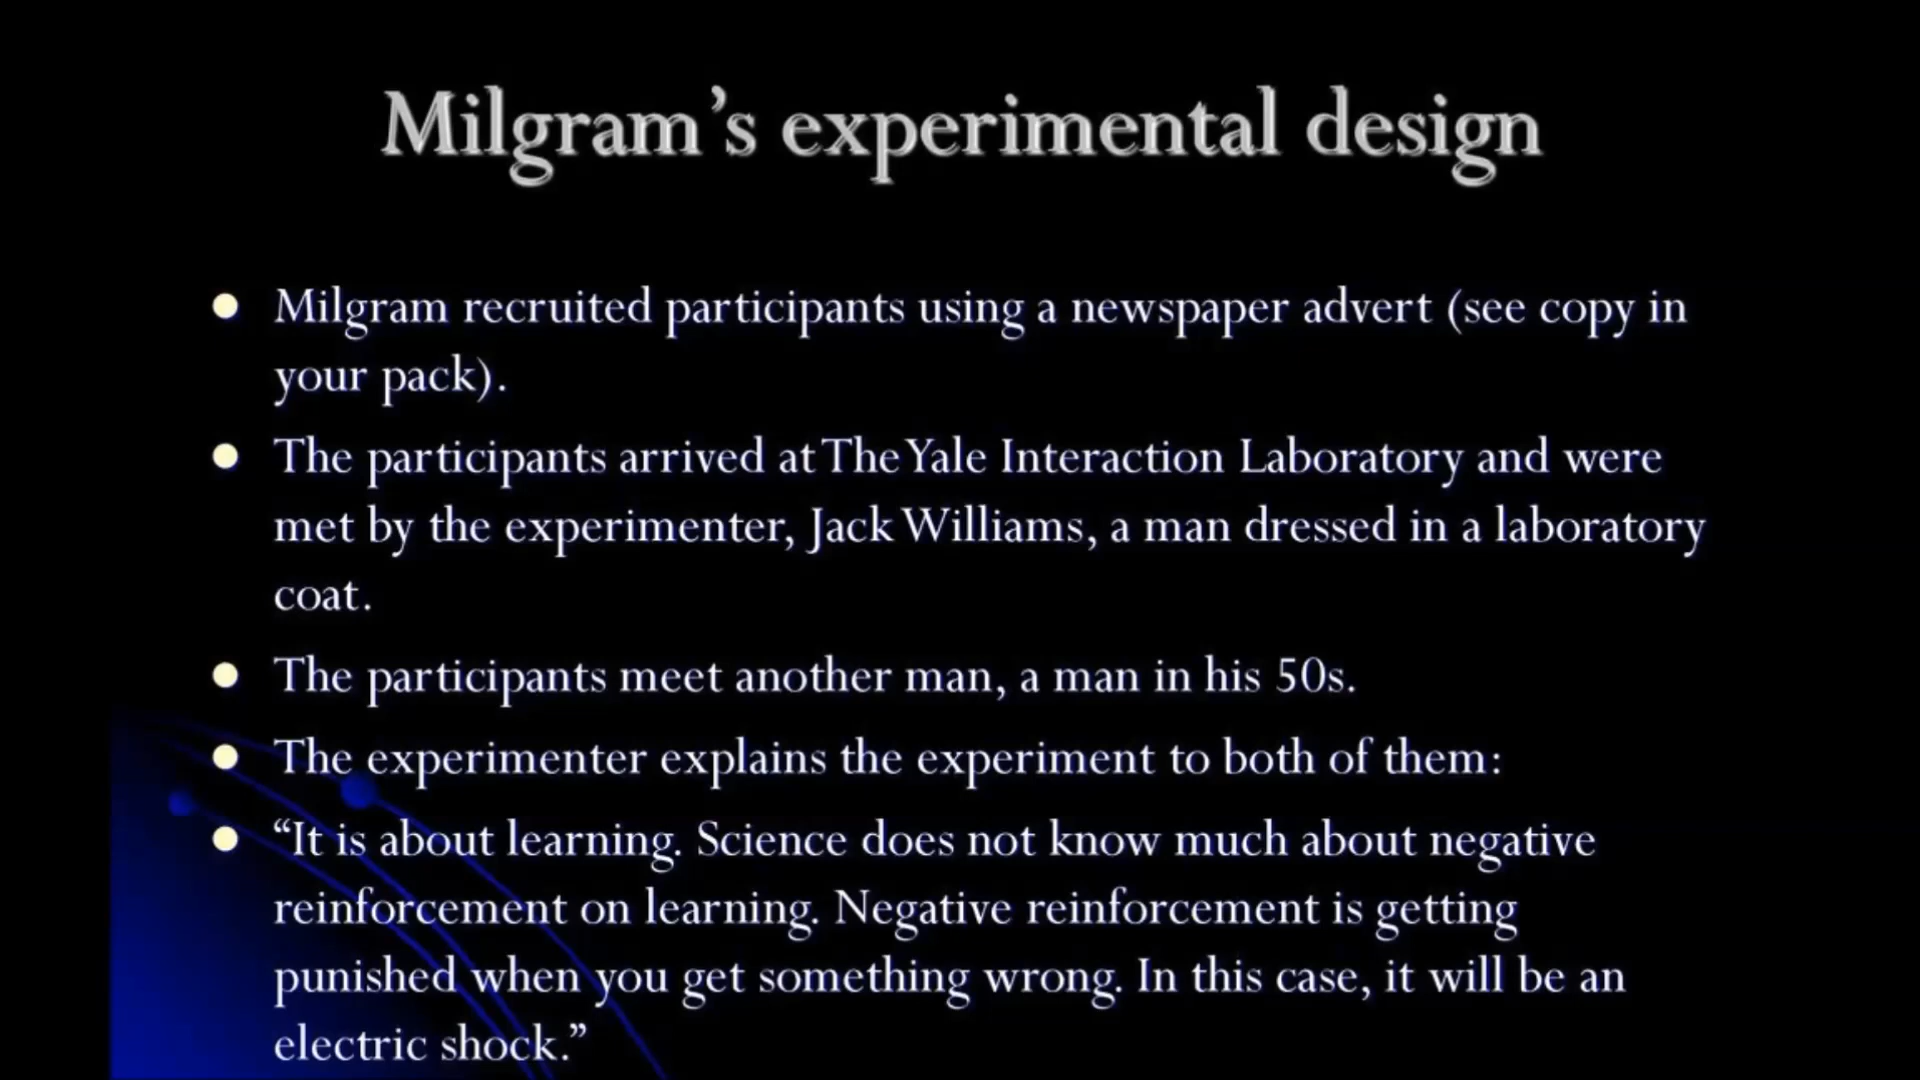 Milgram's experimental design
• Milgram recruited participants using a newspaper advert (see copy in
your pack).
• The participants arrived at The Yale Interaction Laboratory and were
met by the experimenter, Jack Williams, a man dressed in a laboratory
coat.
• The participants meet another man, a man in his 50s.
• The experimenter explains the experiment to both of them:
• “It is about learning. Science does not know much about negative
reinforcement on learning. Negative reinforcement is getting
punished when you get something wrong. In this case, it will be an
electric shock.”